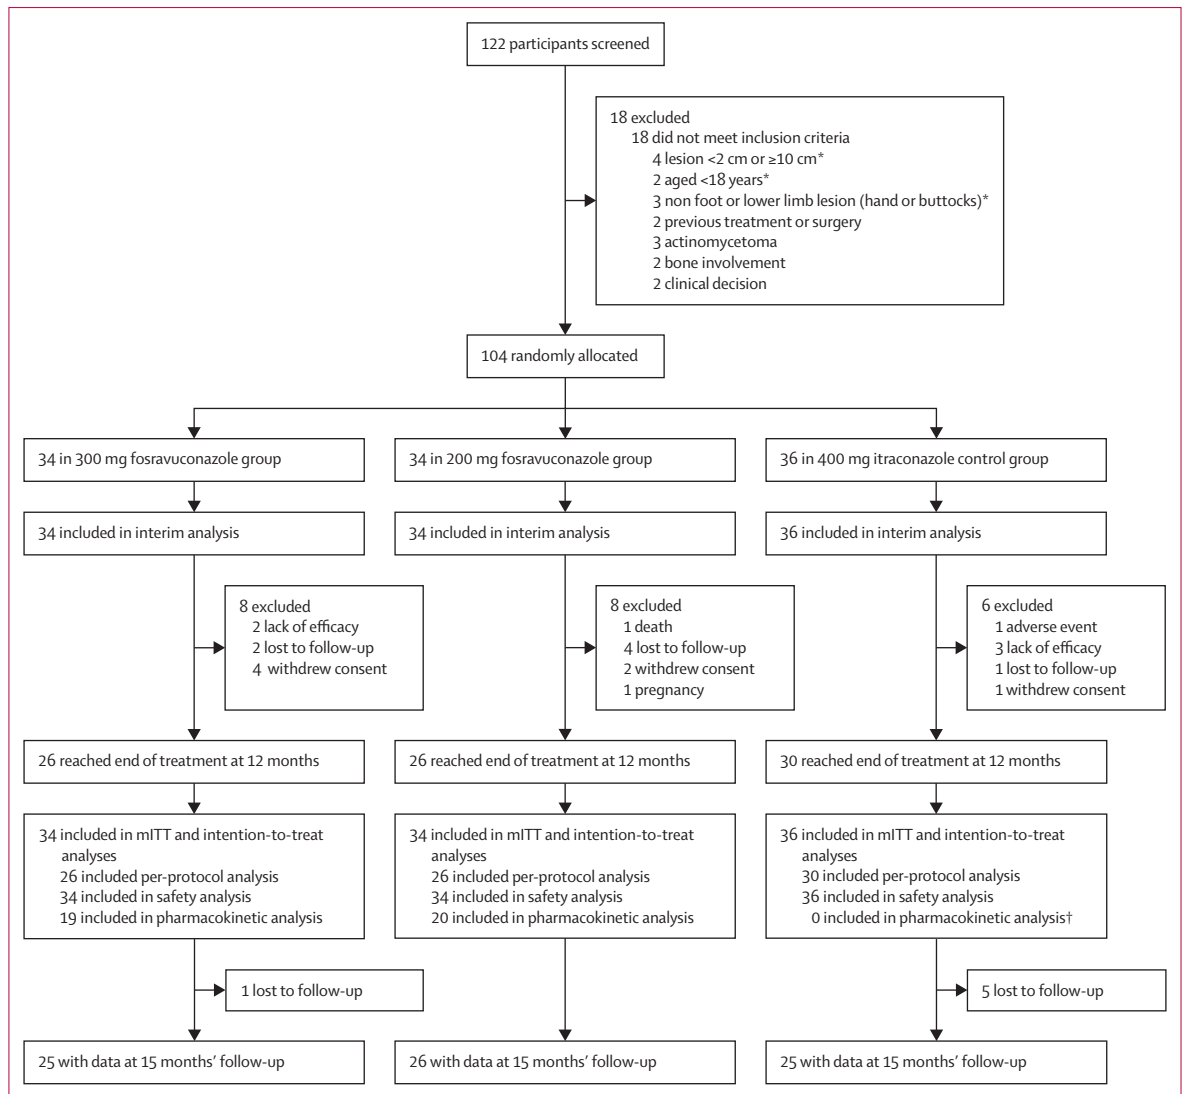 122 participants screened
18 excluded
18 did not meet inclusion criteria
4 lesion <2 cm or ≥10 cm*
2 aged <18 years*
3 non foot or lower limb lesion (hand or buttocks)*
2 previous treatment or surgery
3 actinomycetoma
2 bone involvement
2 clinical decision
104 randomly allocated
34 in 300 mg fosravuconazole group
34 in 200 mg fosravuconazole group
36 in 400 mg itraconazole control group
34 included in interim analysis
34 included in interim analysis
36 included in interim analysis
8 excluded
2 lack of efficacy
2 lost to follow-up
4 withdrew consent
8 excluded
1 death
4 lost to follow-up
2 withdrew consent
1 pregnancy
6 excluded
1 adverse event
3 lack of efficacy
1 lost to follow-up
1 withdrew consent
26 reached end of treatment at 12 months
26 reached end of treatment at 12 months
30 reached end of treatment at 12 months
34 included in mITT and intention-to-treat
analyses
26 included per-protocol analysis
34 included in safety analysis
19 included in pharmacokinetic analysis
34 included in mITT and intention-to-treat
analyses
26 included per-protocol analysis
34 included in safety analysis
20 included in pharmacokinetic analysis
36 included in mITT and intention-to-treat
analyses
30 included per-protocol analysis
36 included in safety analysis
0 included in pharmacokinetic analysis†
1 lost to follow-up
5 lost to follow-up
25 with data at 15 months' follow-up
26 with data at 15 months' follow-up
25 with data at 15 months' follow-up